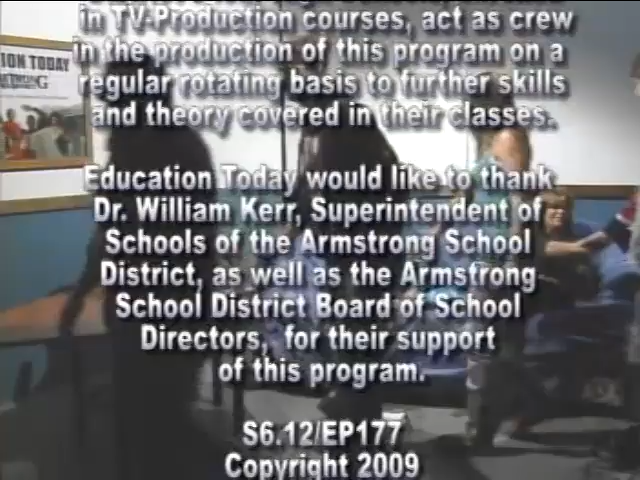 in TV-Production courses, act as crew
in the production of this program on a
regular rotating basis to further skills
and theory covered in their classes.
Education Today would like to thank
Dr. William Kerr, Superintendent of
Schools of the Armstrong School
District, as well as the Armstrong
School District Board of School
Directors, for their support
of this program.
S6.12/EP177
Copyright 2009
ION TODAY